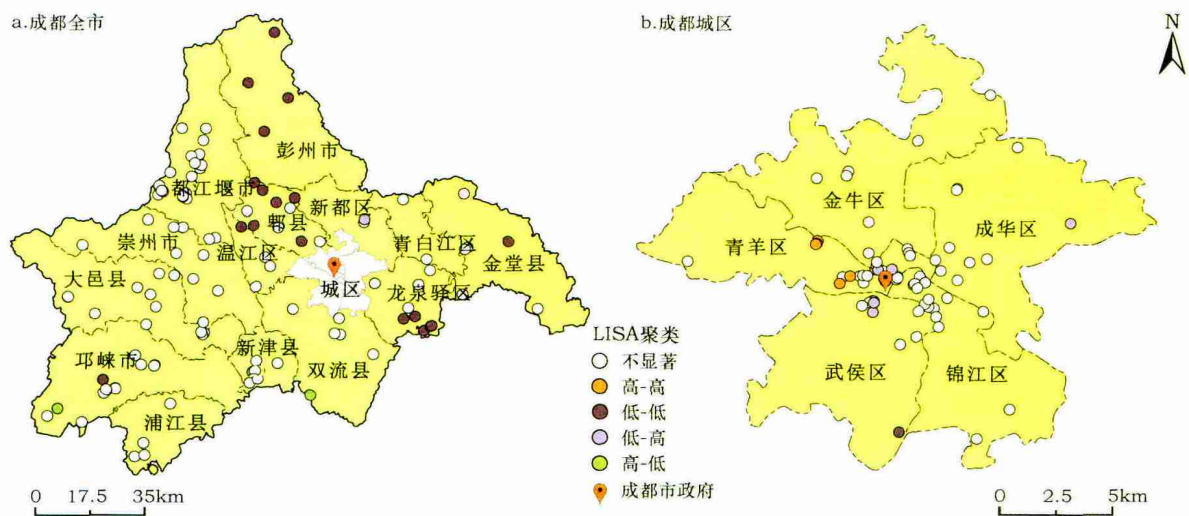 a.成都全市
b.成都城区
N
彭州市
都江堰市
新都区
郫县
青白江区
崇州市
温江区
金堂县
大邑县
城区
龙泉驿区
新津县
邛崃市
双流县
浦江县
0 17.5 35km
金牛区
成华区
青羊区
武侯区
锦江区
LISA聚类
不显著
高-高
低-低
低-高
高-低
成都市政府
0 2.5 5km